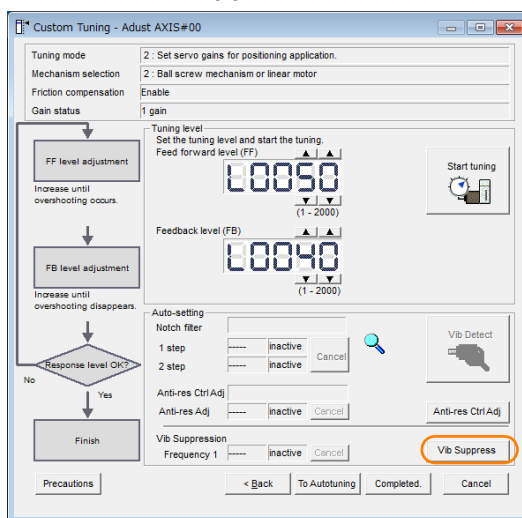 Custom Tuning - Adust AXIS#00
Tuning mode 2 : Set servo gains for positioning application.
Mechanism selection 2 : Ball screw mechanism or linear motor
Friction compensation Enable
Gain status 1 gain
FF level adjustment
Increase until
overshooting occurs.
FB level adjustment
Increase until
overshooting disappears.
Response level OK?
No
Yes
Finish
Tuning level
Set the tuning level and start the tuning.
Feed forward level (FF)
L0050
(1 - 2000)
Feedback level (FB)
L0040
(1 - 2000)
Start tuning
Auto-setting
Notch filter
1 step ----- inactive
2 step ----- inactive
Cancel
Vib Detect
Anti-res Ctrl Adj
Anti-res Adj ----- inactive Cancel
Anti-res Ctrl Adj
Vib Suppression
Frequency 1 ----- inactive Cancel
Vib Suppress
Precautions
< Back
To Autotuning
Completed.
Cancel